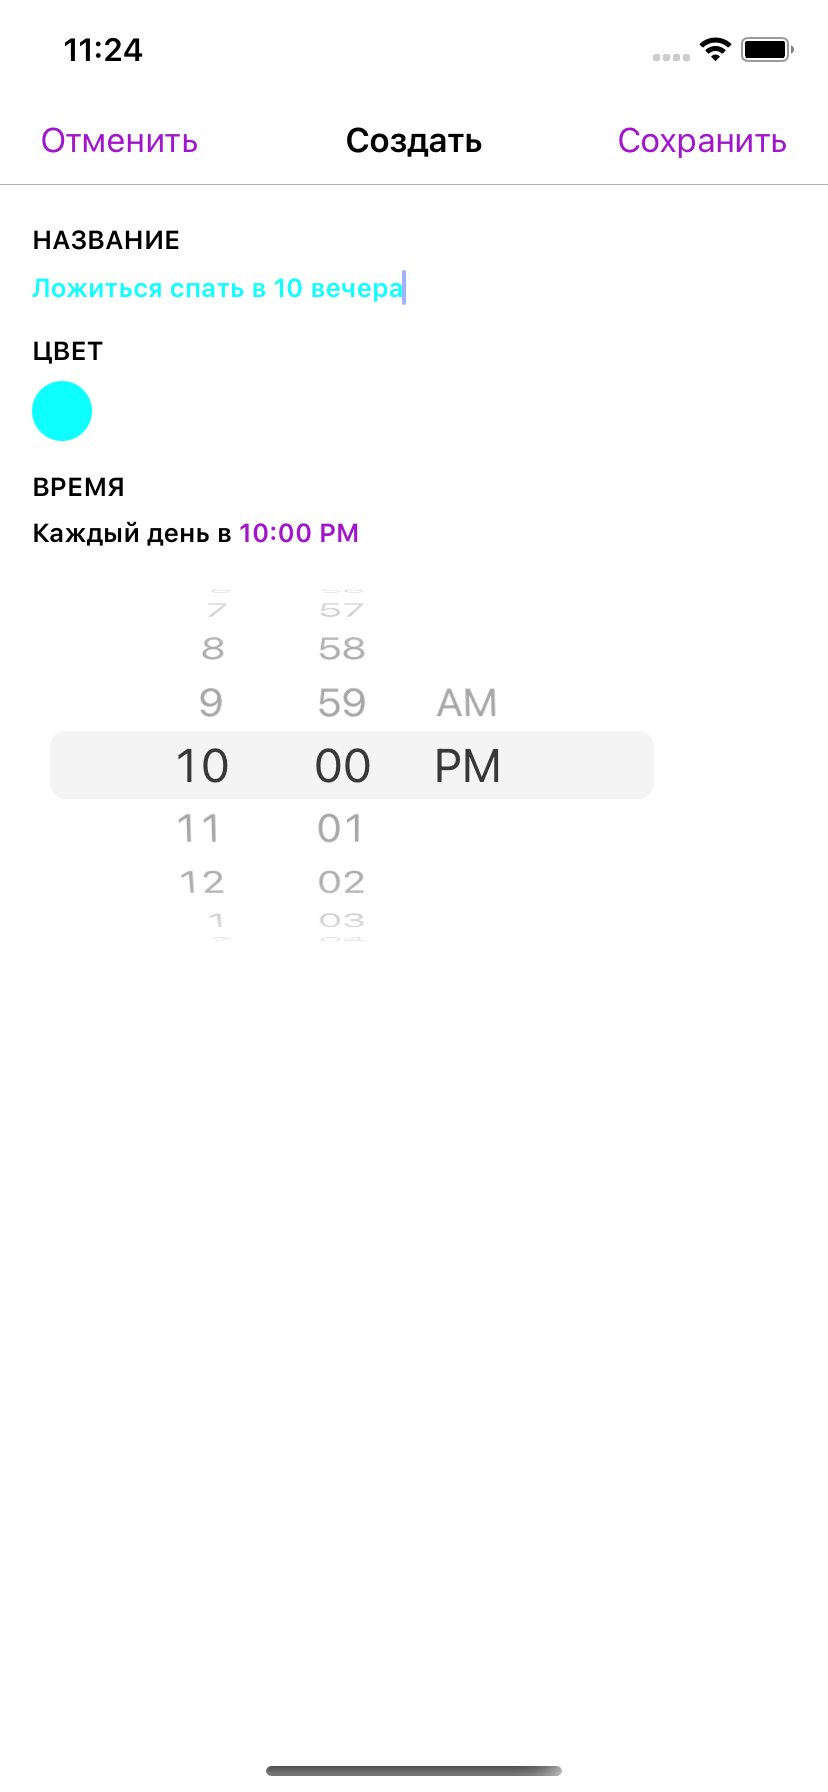 11:24
Отменить Создать Сохранить
НАЗВАНИЕ
Ложиться спать в 10 вечера
ЦВЕТ
ВРЕМЯ
Каждый день в 10:00 PM
7 57
8 58
9 59 AM
10 00 PM
11 01
12 02
1 03